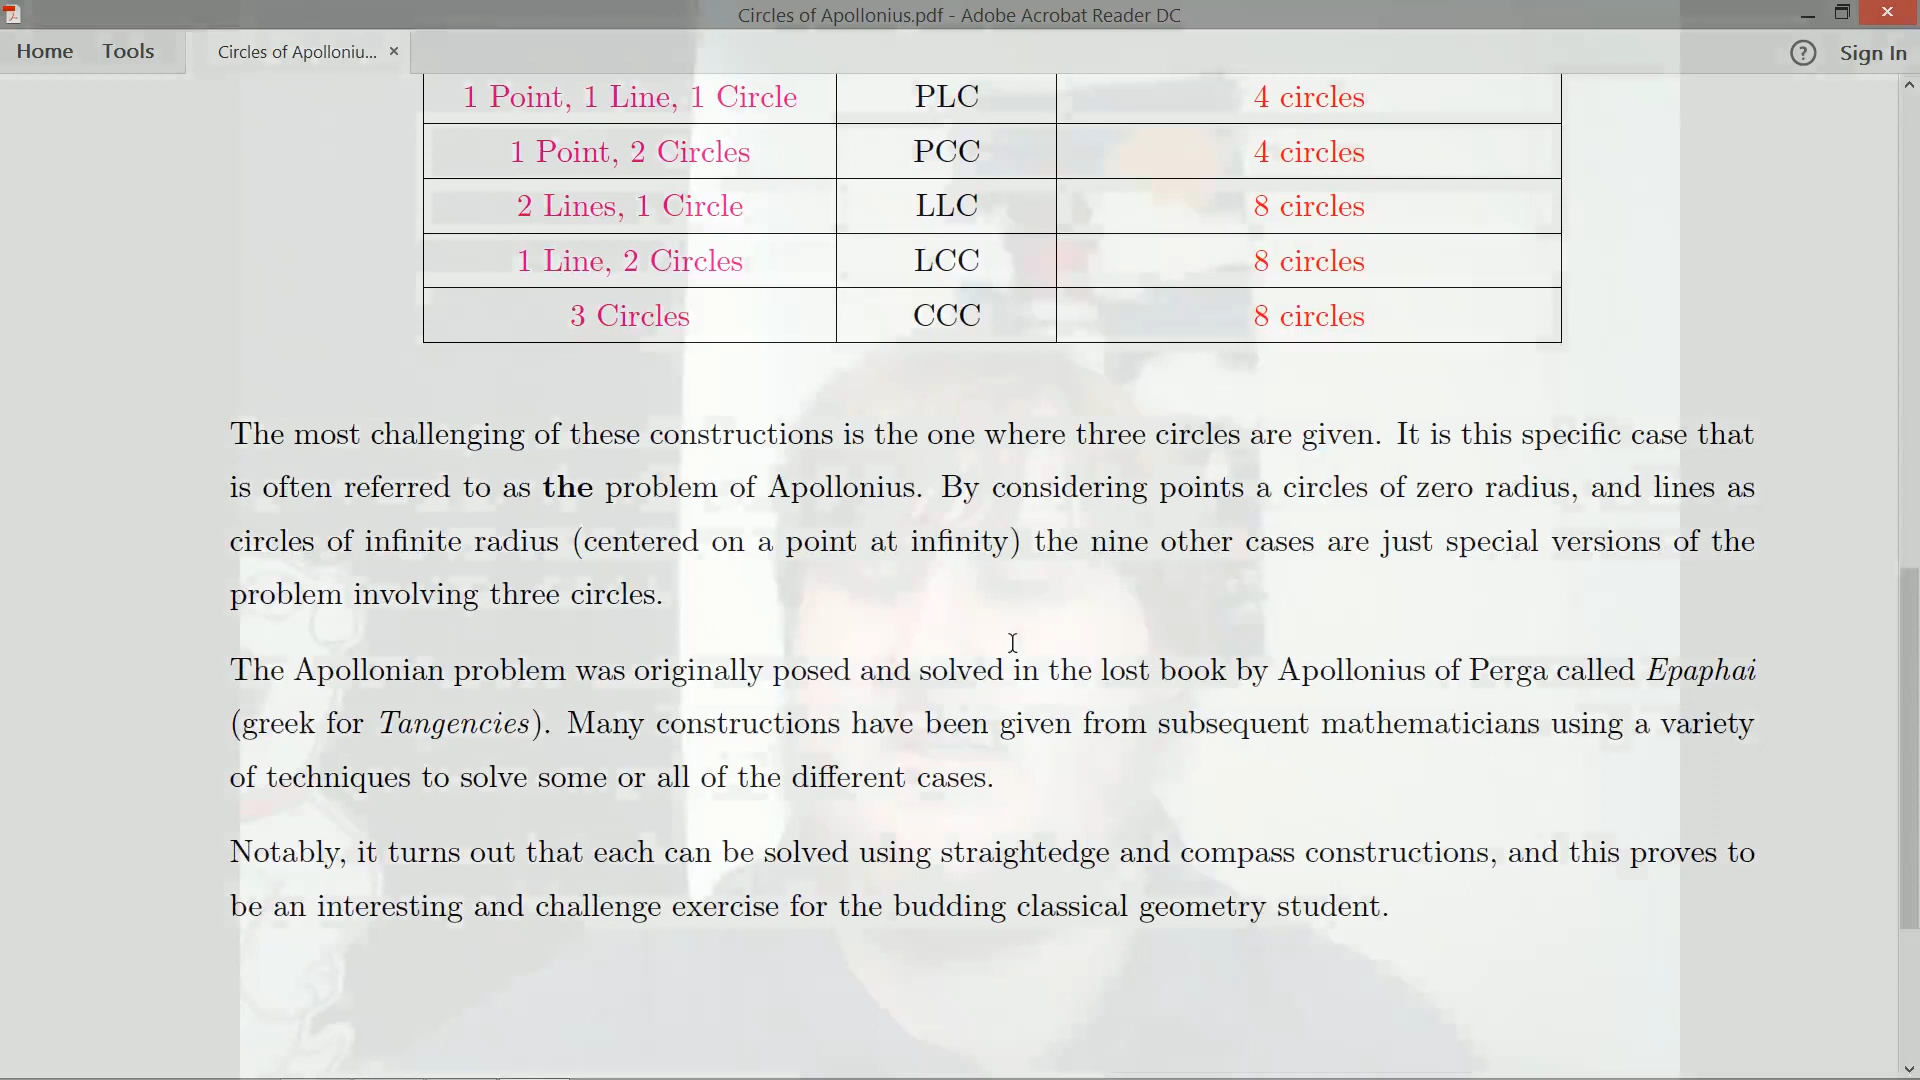 Circles of Apollonius.pdf - Adobe Acrobat Reader DC
Home Tools Circles of Apolloniu... × ? Sign In
1 Point, 1 Line, 1 Circle PLC 4 circles
1 Point, 2 Circles PCC 4 circles
2 Lines, 1 Circle LLC 8 circles
1 Line, 2 Circles LCC 8 circles
3 Circles CCC 8 circles
The most challenging of these constructions is the one where three circles are given. It is this specific case that
is often referred to as the problem of Apollonius. By considering points a circles of zero radius, and lines as
circles of infinite radius (centered on a point at infinity) the nine other cases are just special versions of the
problem involving three circles.
The Apollonian problem was originally posed and solved in the lost book by Apollonius of Perga called Epaphai
(greek for Tangencies). Many constructions have been given from subsequent mathematicians using a variety
of techniques to solve some or all of the different cases.
Notably, it turns out that each can be solved using straightedge and compass constructions, and this proves to
be an interesting and challenge exercise for the budding classical geometry student.